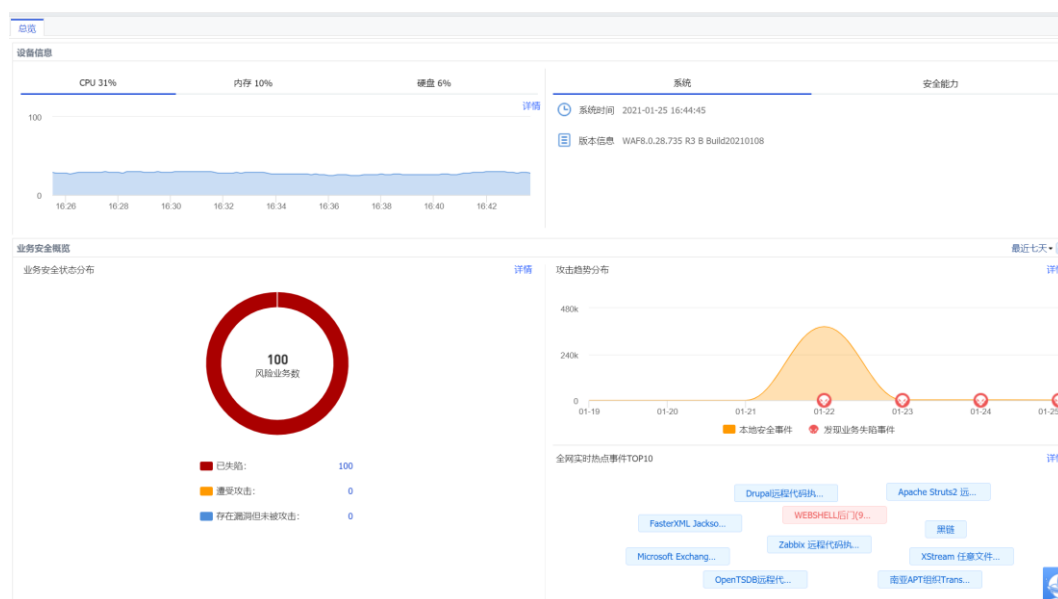 总览
设备信息
CPU 31%
内存 10%
硬盘 6%
详情
100
0
16:26 16:28 16:30 16:32 16:34 16:36 16:38 16:40 16:42
系统
安全能力
系统时间 2021-01-25 16:44:45
版本信息 WAF8.0.28.735 R3 B Build20210108
业务安全概览
最近七天
业务安全状态分布
详情
100
风险业务数
已失陷: 100
遭受攻击: 0
存在漏洞但未被攻击: 0
攻击趋势分布
详情
480k
240k
0
01-19 01-20 01-21 01-22 01-23 01-24 01-25
本地安全事件 发现业务失陷事件
全网实时热点事件TOP10
详情
Drupal远程代码执...
Apache Struts2 远...
WEBSHELL后门(9...
FasterXML Jackso...
黑链
Zabbix 远程代码执...
Microsoft Exchang...
XStream 任意文件...
OpenTSDB远程代...
南亚APT组织Trans...